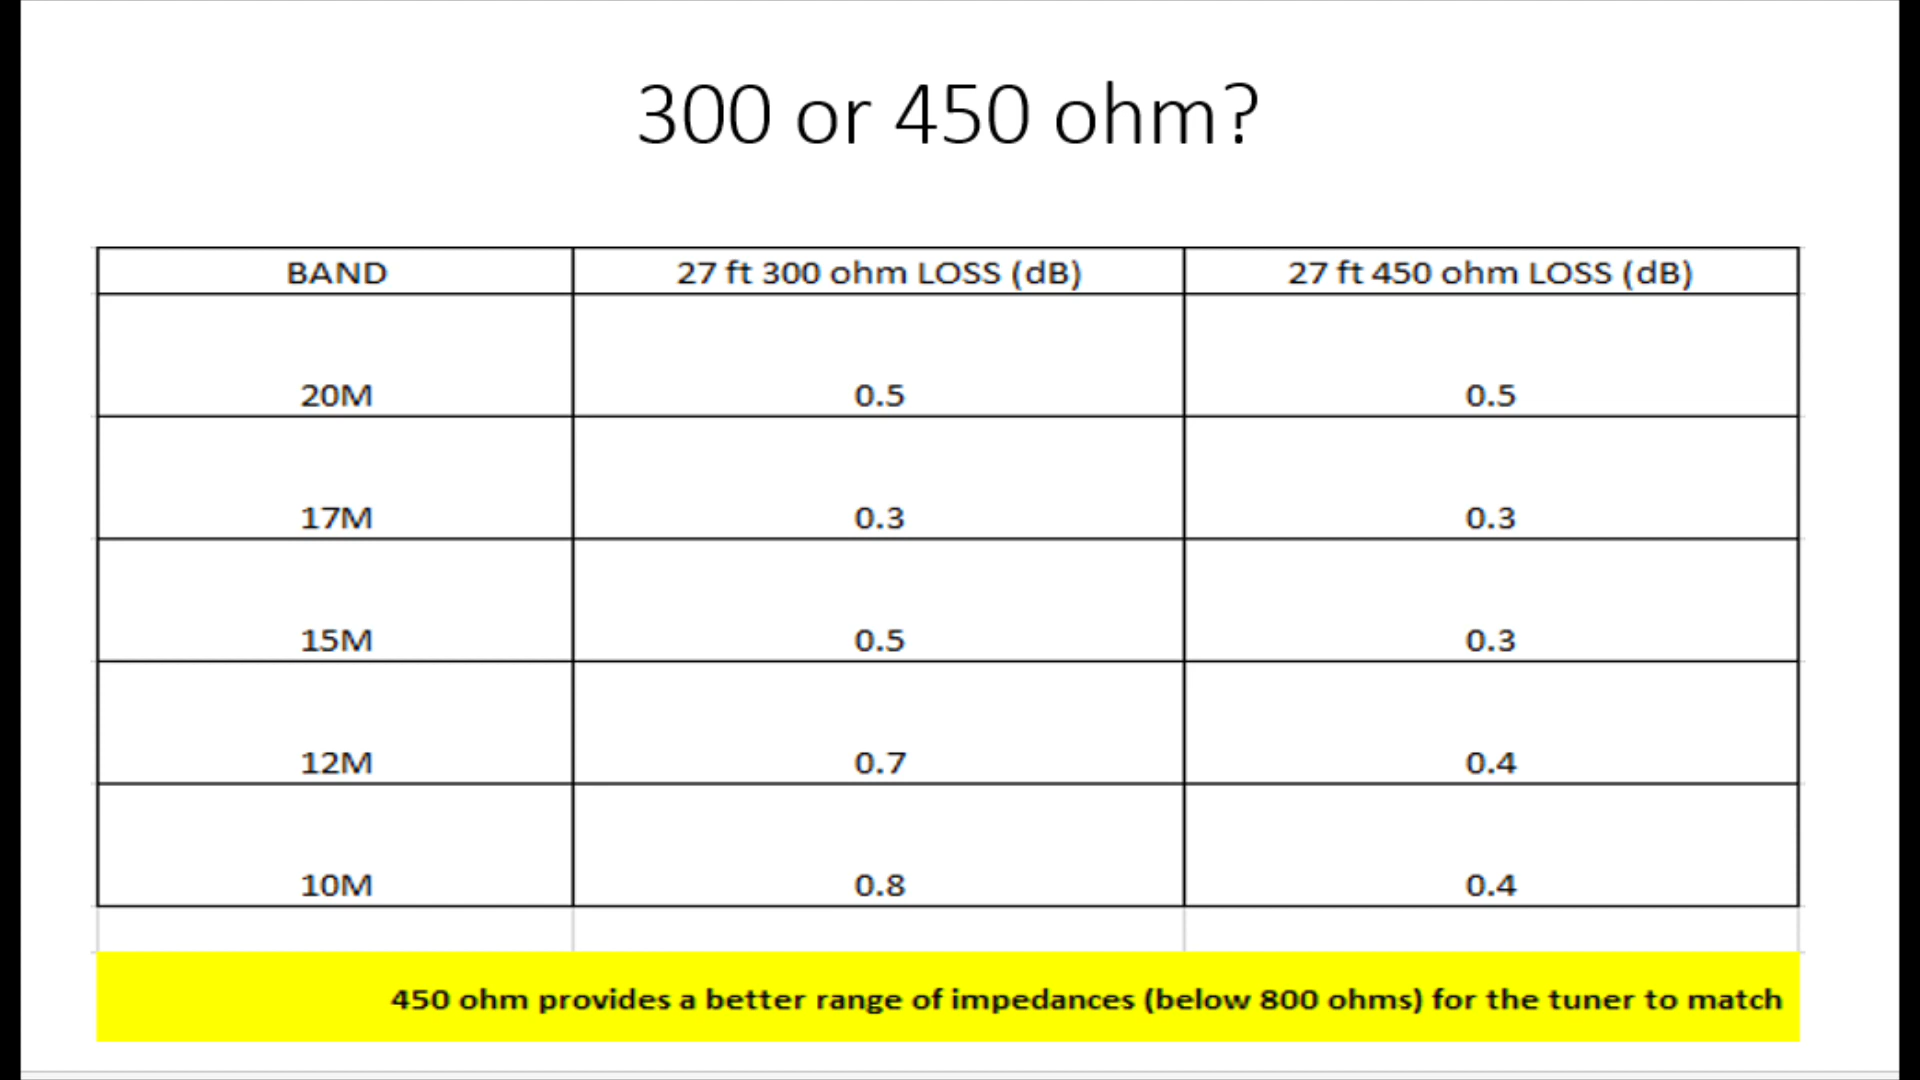 300 or 450 ohm?
BAND 27 ft 300 ohm LOSS (dB) 27 ft 450 ohm LOSS (dB)
20M 0.5 0.5
17M 0.3 0.3
15M 0.5 0.3
12M 0.7 0.4
10M 0.8 0.4
450 ohm provides a better range of impedances (below 800 ohms) for the tuner to match